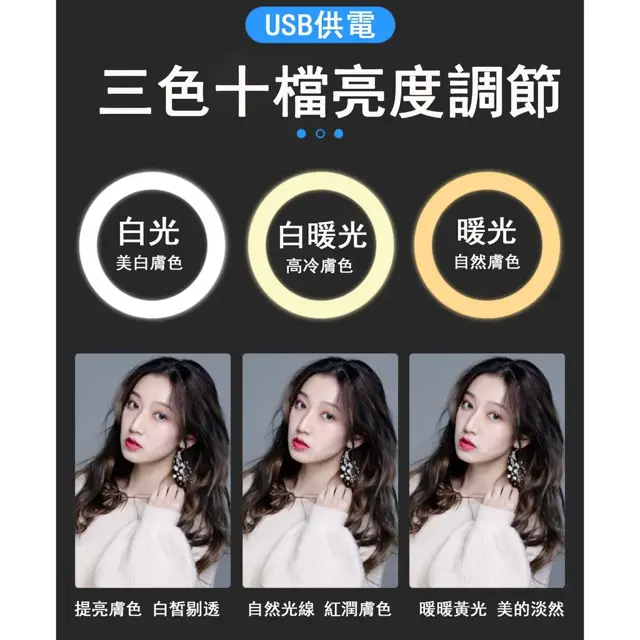 USB供電
三色十檔亮度調節
白光
美白膚色
白暖光
高冷膚色
暖光
自然膚色
提亮膚色 白皙剔透
自然光線 紅潤膚色
暖暖黃光 美的淡然